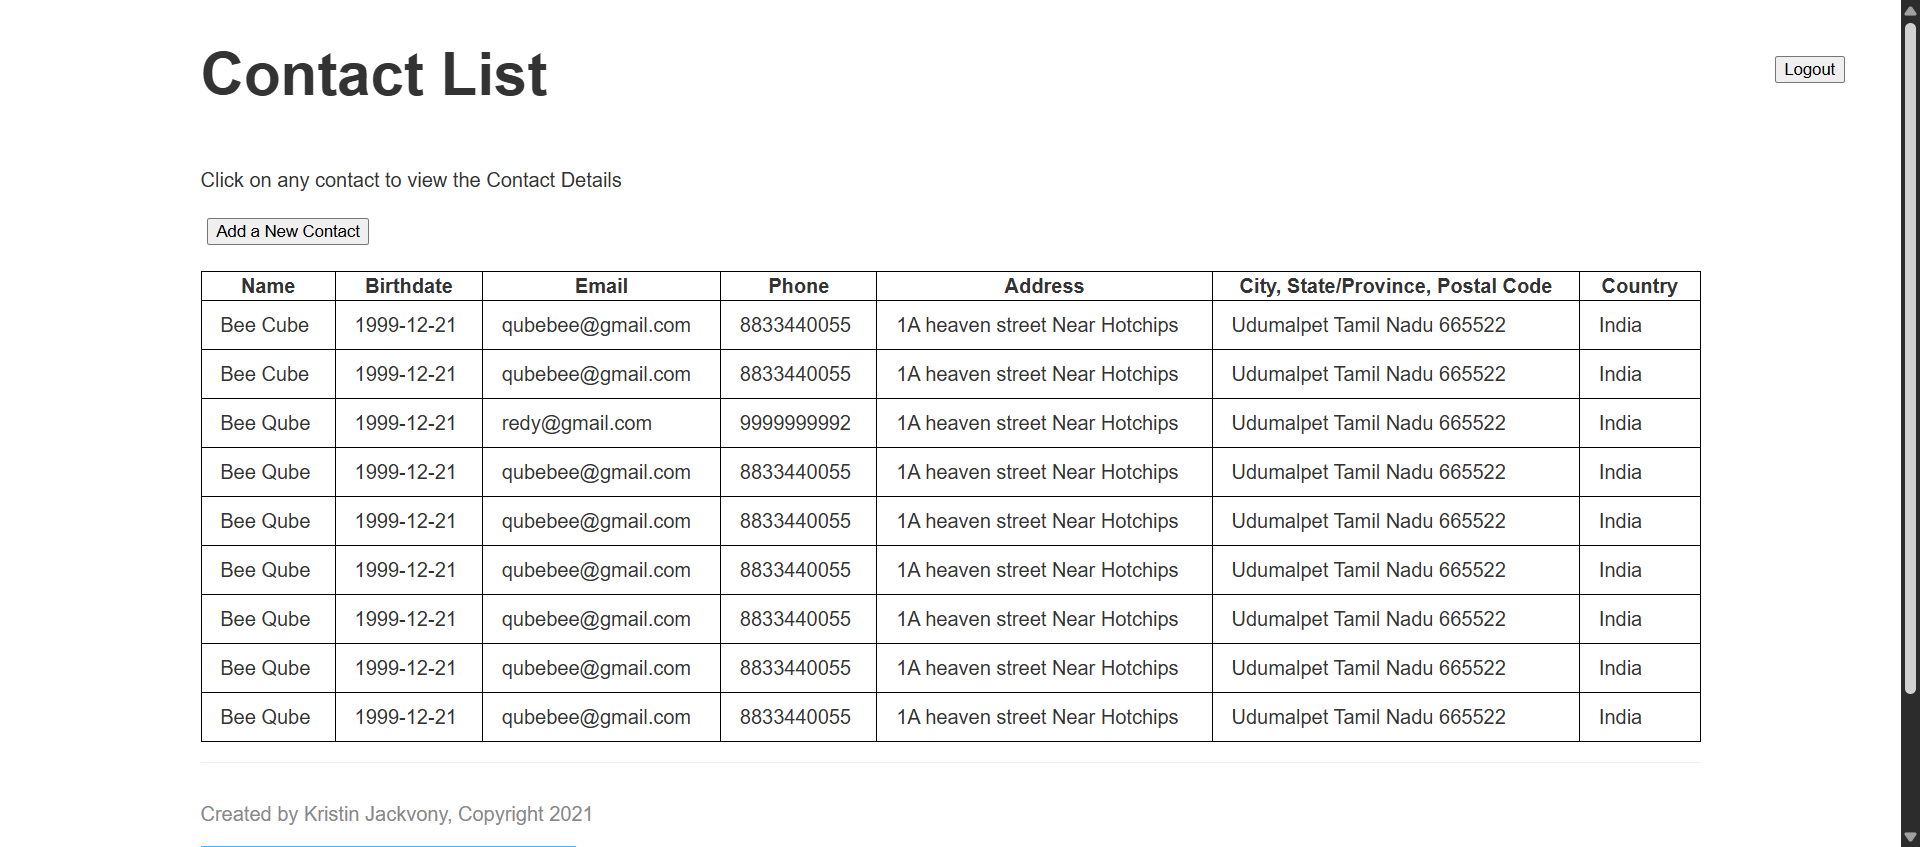 Contact List
Logout
Click on any contact to view the Contact Details
Add a New Contact
Name Birthdate Email Phone Address City, State/Province, Postal Code Country
Bee Cube 1999-12-21 qubebee@gmail.com 8833440055 1A heaven street Near Hotchips Udumalpet Tamil Nadu 665522 India
Bee Cube 1999-12-21 qubebee@gmail.com 8833440055 1A heaven street Near Hotchips Udumalpet Tamil Nadu 665522 India
Bee Qube 1999-12-21 redy@gmail.com 9999999992 1A heaven street Near Hotchips Udumalpet Tamil Nadu 665522 India
Bee Qube 1999-12-21 qubebee@gmail.com 8833440055 1A heaven street Near Hotchips Udumalpet Tamil Nadu 665522 India
Bee Qube 1999-12-21 qubebee@gmail.com 8833440055 1A heaven street Near Hotchips Udumalpet Tamil Nadu 665522 India
Bee Qube 1999-12-21 qubebee@gmail.com 8833440055 1A heaven street Near Hotchips Udumalpet Tamil Nadu 665522 India
Bee Qube 1999-12-21 qubebee@gmail.com 8833440055 1A heaven street Near Hotchips Udumalpet Tamil Nadu 665522 India
Bee Qube 1999-12-21 qubebee@gmail.com 8833440055 1A heaven street Near Hotchips Udumalpet Tamil Nadu 665522 India
Bee Qube 1999-12-21 qubebee@gmail.com 8833440055 1A heaven street Near Hotchips Udumalpet Tamil Nadu 665522 India
Created by Kristin Jackvony, Copyright 2021